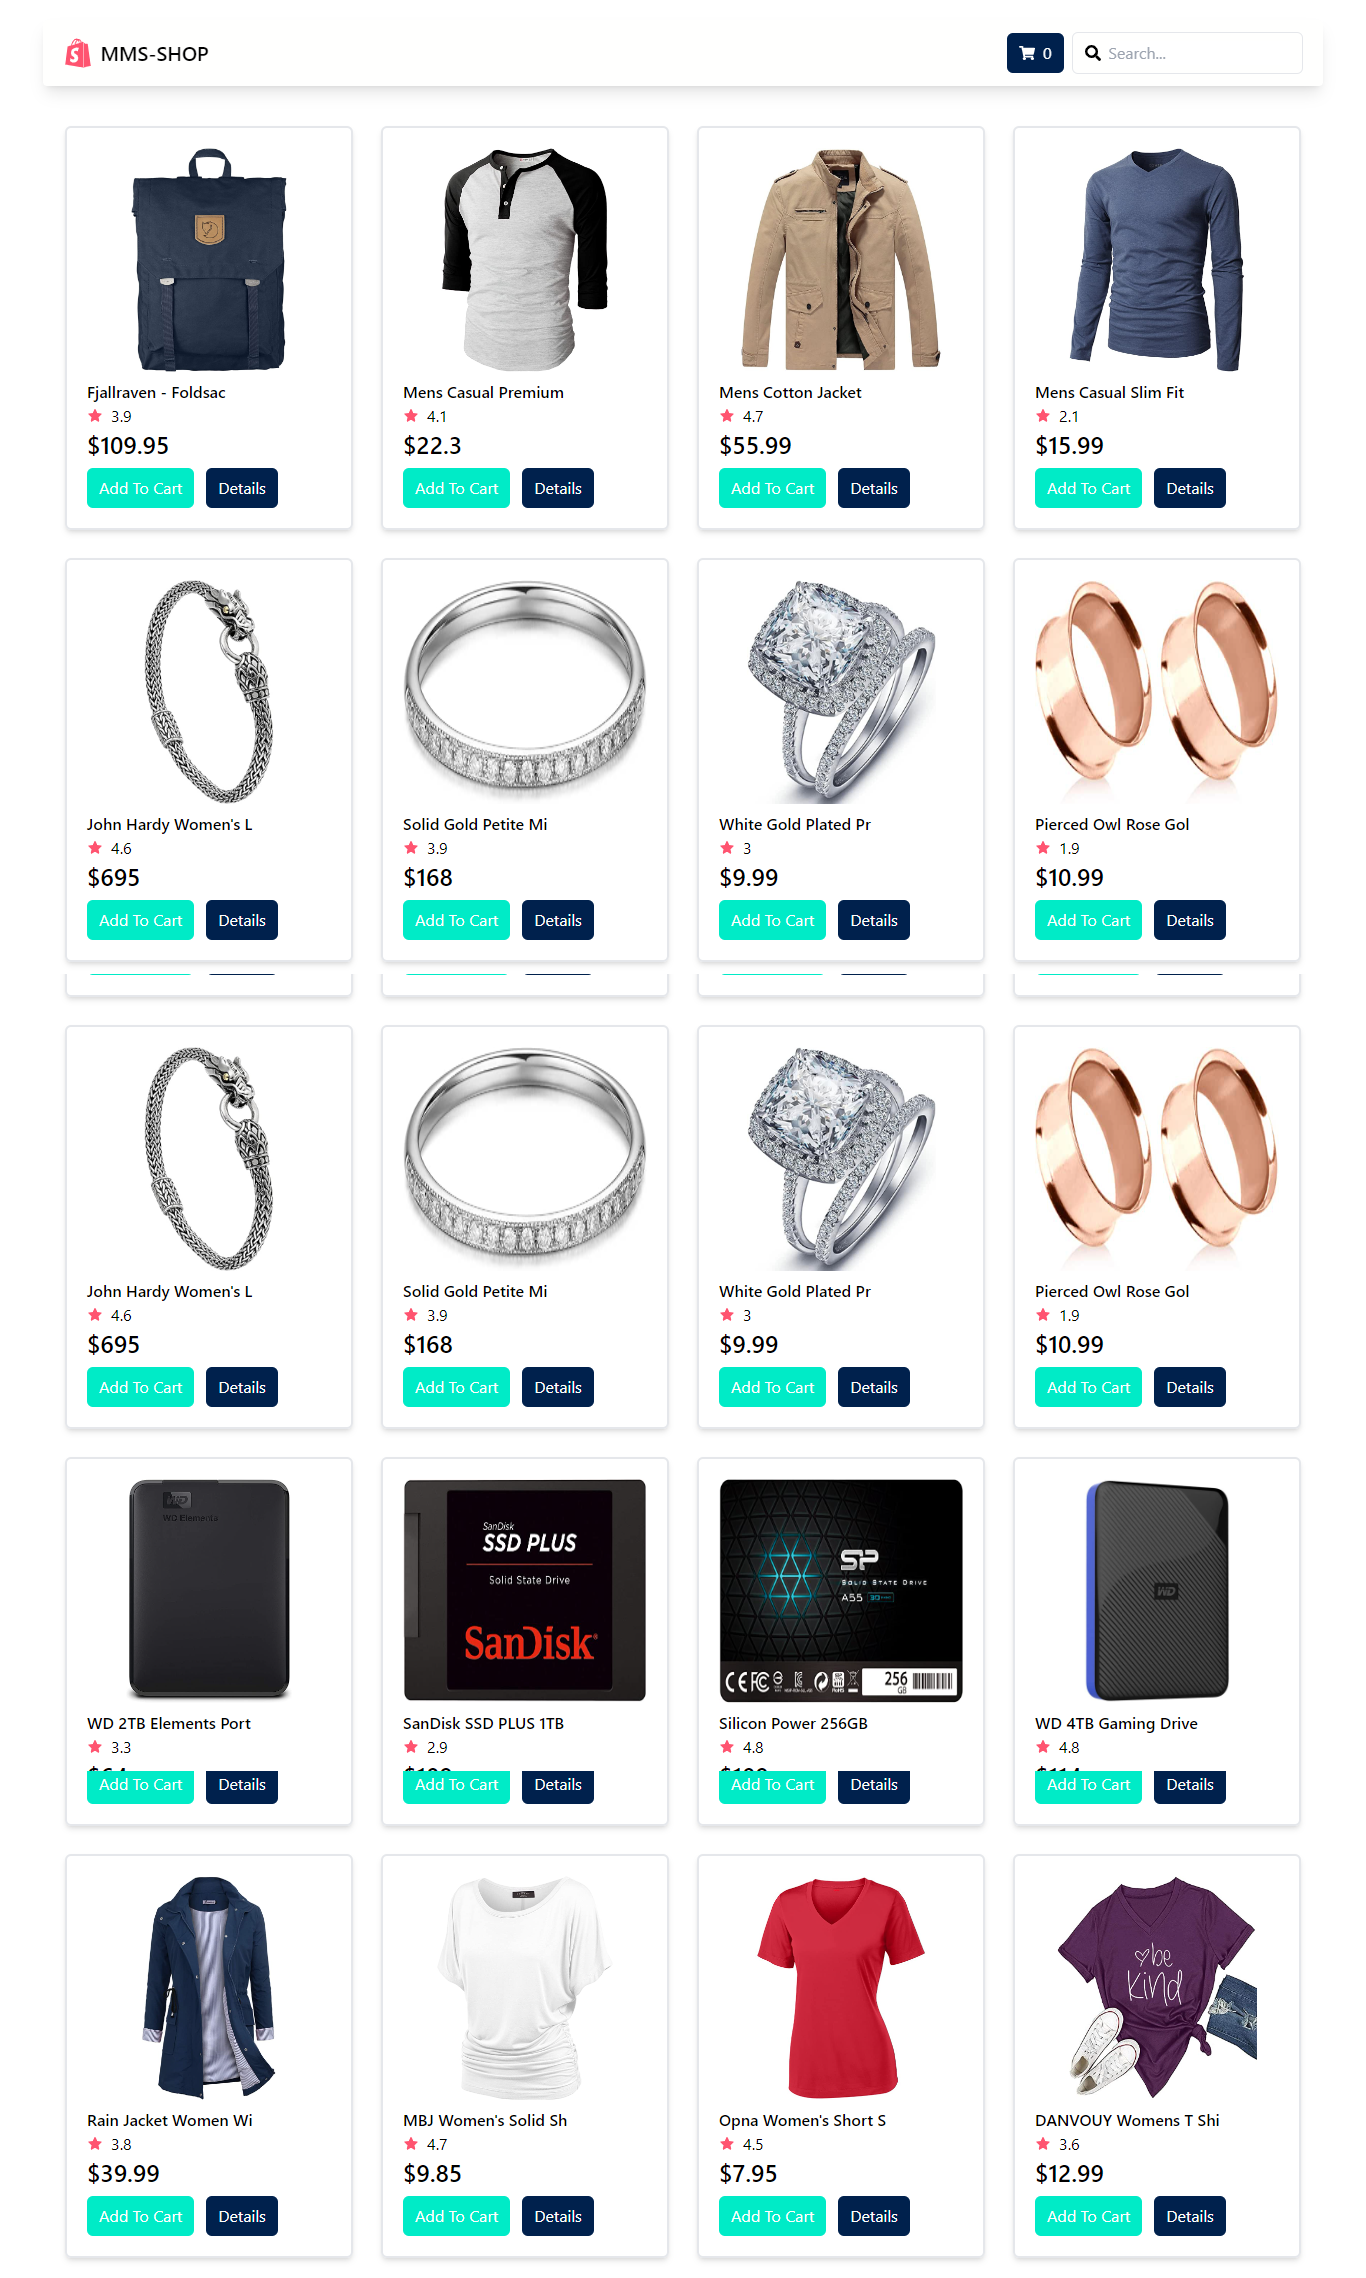 MMS-SHOP
0
Search...
Fjallraven - Foldsac
3.9
$109.95
Add To Cart Details
Mens Casual Premium
4.1
$22.3
Add To Cart Details
Mens Cotton Jacket
4.7
$55.99
Add To Cart Details
Mens Casual Slim Fit
2.1
$15.99
Add To Cart Details
John Hardy Women's L
4.6
$695
Add To Cart Details
Solid Gold Petite Mi
3.9
$168
Add To Cart Details
White Gold Plated Pr
3
$9.99
Add To Cart Details
Pierced Owl Rose Gol
1.9
$10.99
Add To Cart Details
John Hardy Women's L
4.6
$695
Add To Cart Details
Solid Gold Petite Mi
3.9
$168
Add To Cart Details
White Gold Plated Pr
3
$9.99
Add To Cart Details
Pierced Owl Rose Gol
1.9
$10.99
Add To Cart Details
WD
WD Elements
WD 2TB Elements Port
3.3
Add To Cart Details
SanDisk
SSD PLUS
Solid State Drive
SanDisk
SanDisk SSD PLUS 1TB
2.9
Add To Cart Details
SP
SOLID STATE DRIVE
A55
256
GB
Silicon Power 256GB
4.8
Add To Cart Details
WD
WD 4TB Gaming Drive
4.8
Add To Cart Details
Rain Jacket Women Wi
3.8
$39.99
Add To Cart Details
MBJ Women's Solid Sh
4.7
$9.85
Add To Cart Details
Opna Women's Short S
4.5
$7.95
Add To Cart Details
be
kind
DANVOUY Womens T Shi
3.6
$12.99
Add To Cart Details